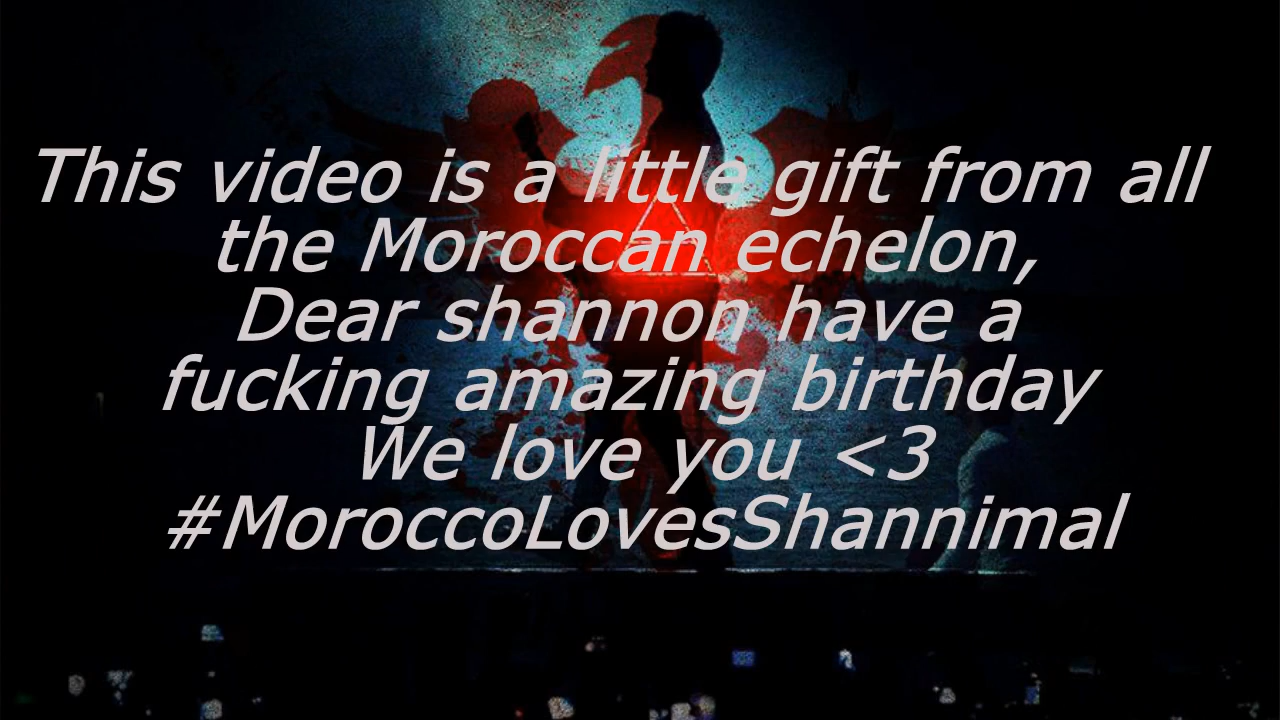 This video is a little gift from all
the Moroccan echelon,
Dear shannon have a
fucking amazing birthday
We love you <3
#MoroccoLovesShannimal